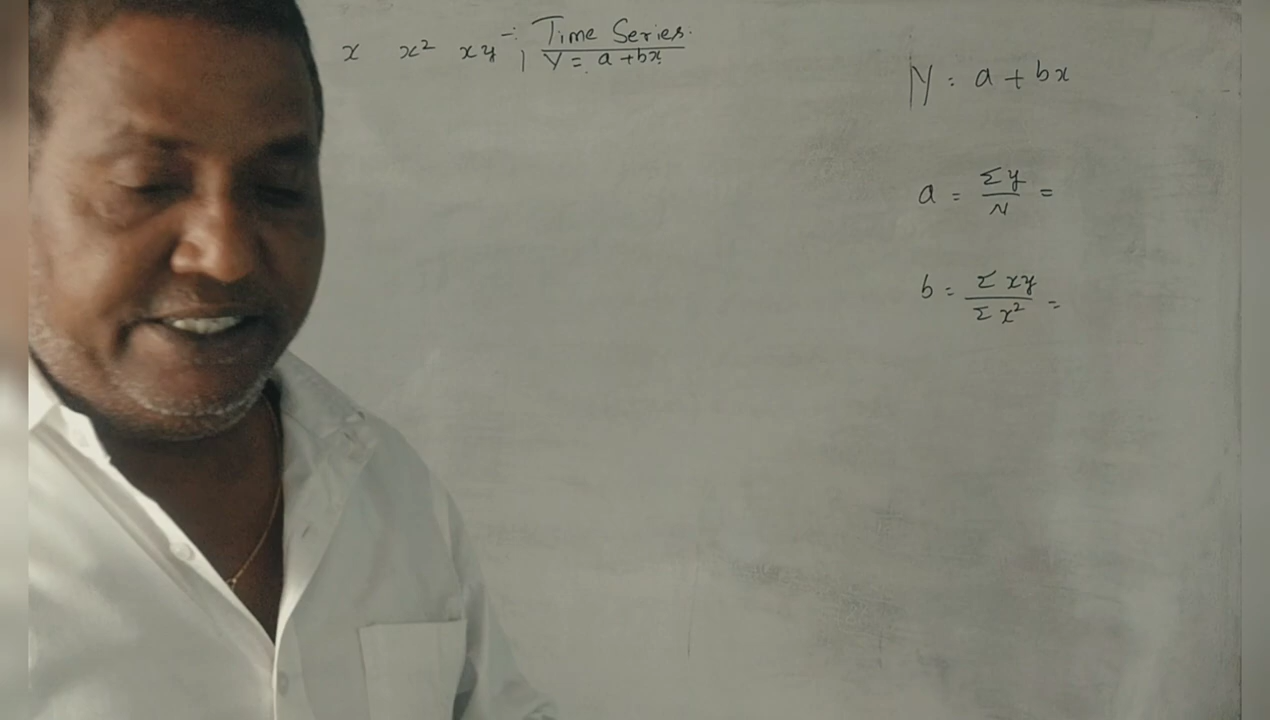 x x² xy ÷ Time Series.
| Y = a + bx
Y = a + bx
a = Σy / N =
b = Σxy / Σx² =